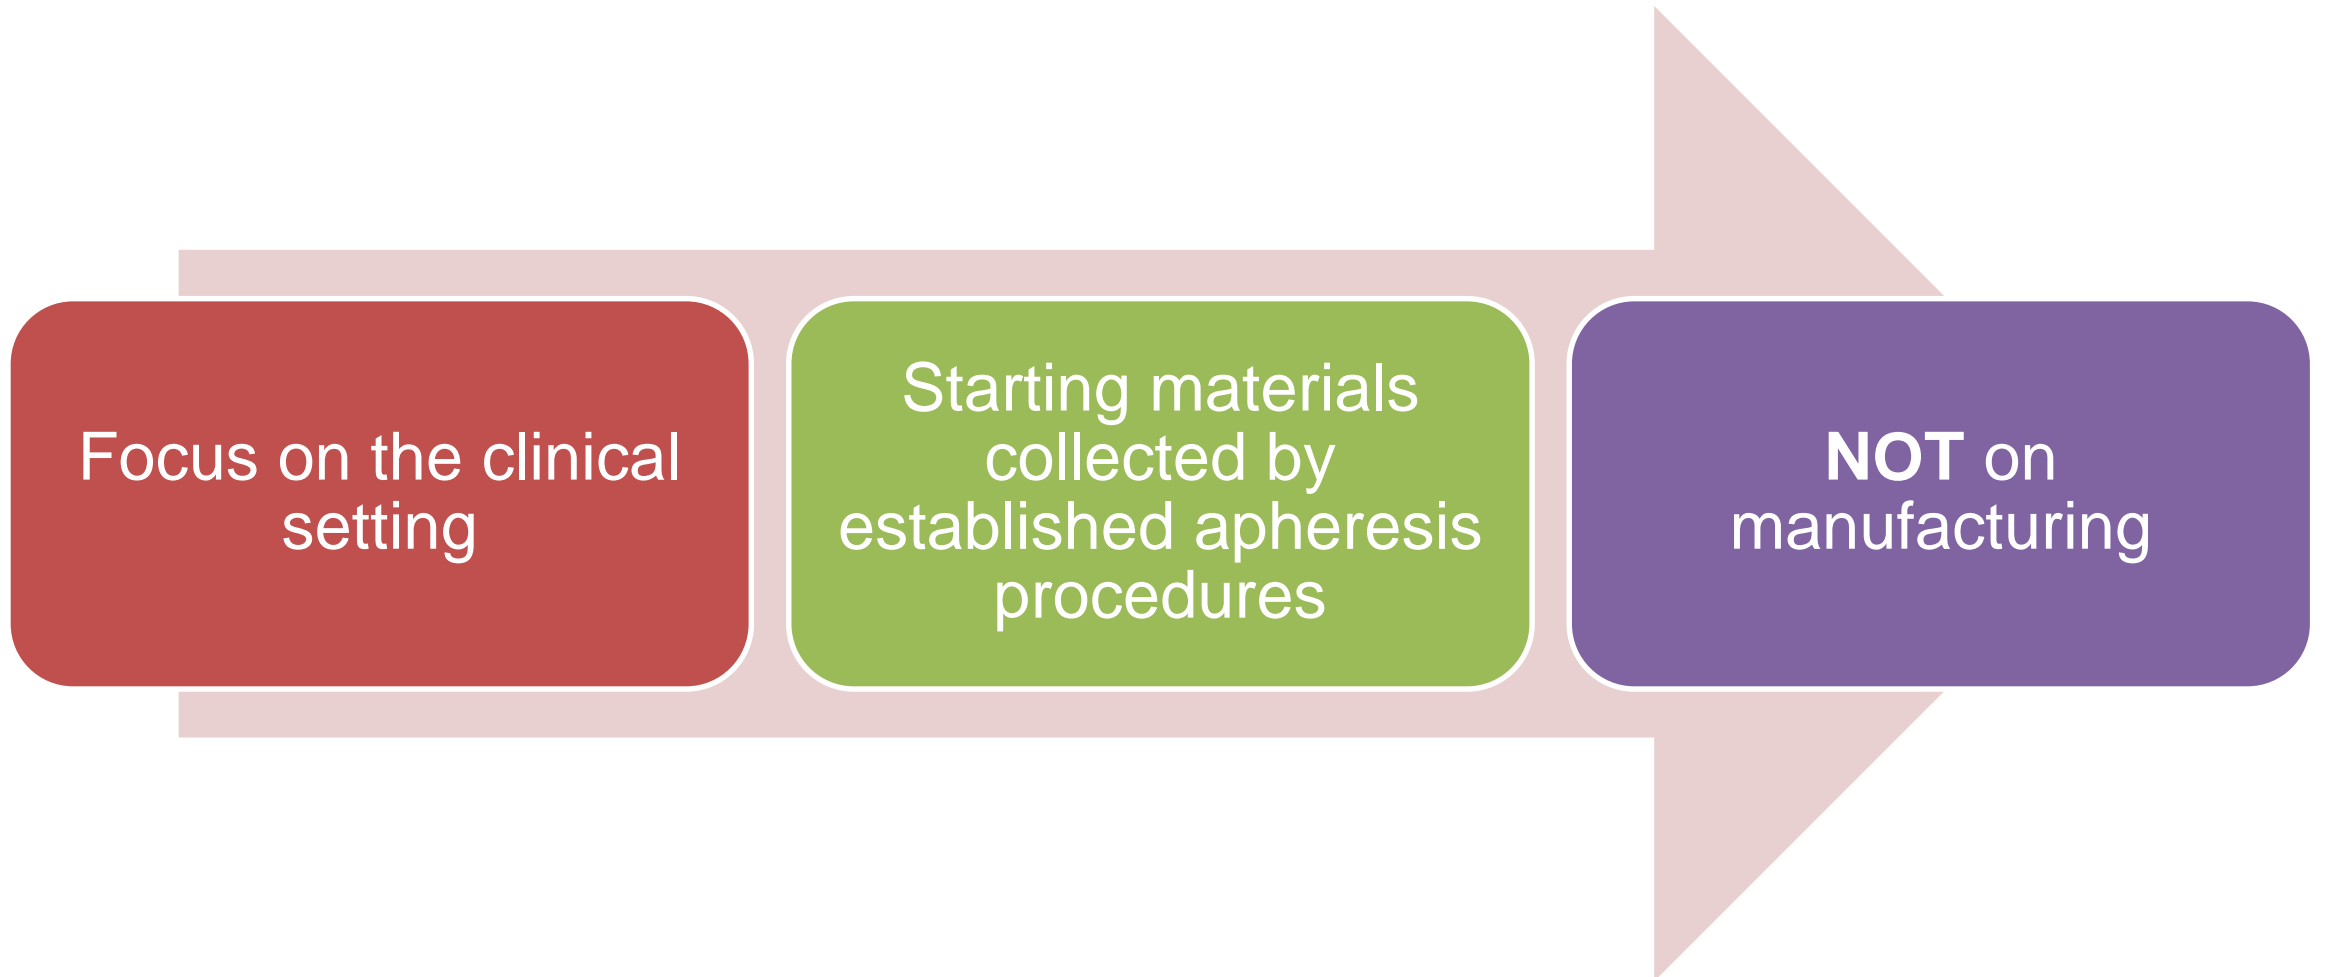 Focus on the clinical
setting
Starting materials
collected by
established apheresis
procedures
NOT on
manufacturing